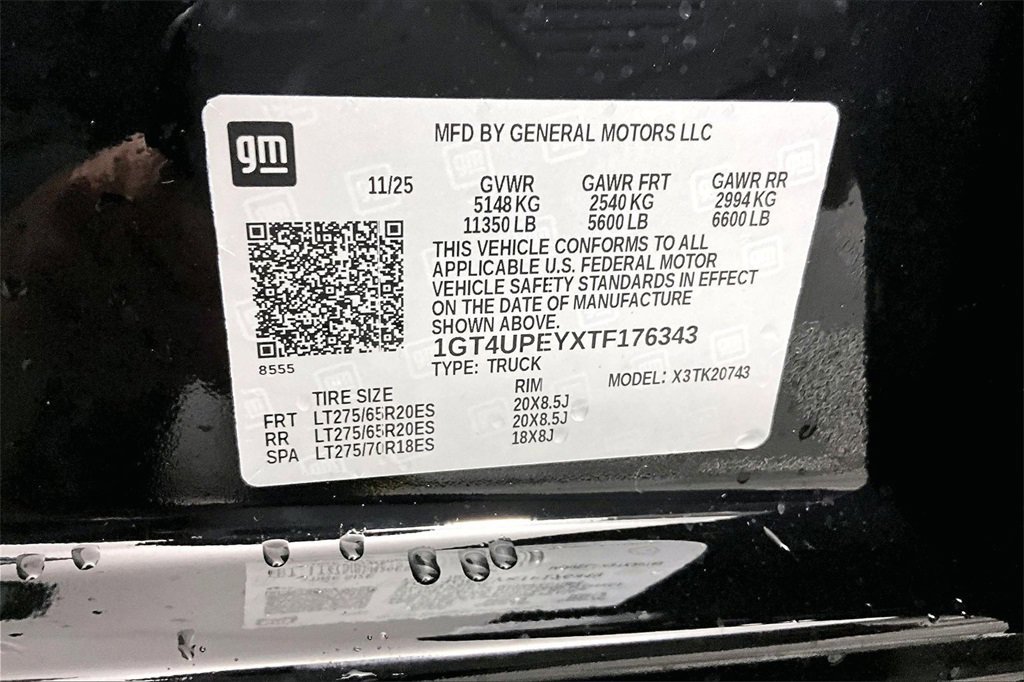 gm
MFD BY GENERAL MOTORS LLC
11/25 GVWR GAWR FRT GAWR RR
5148 KG 2540 KG 2994 KG
11350 LB 5600 LB 6600 LB
THIS VEHICLE CONFORMS TO ALL
APPLICABLE U.S. FEDERAL MOTOR
VEHICLE SAFETY STANDARDS IN EFFECT
ON THE DATE OF MANUFACTURE
SHOWN ABOVE.
1GT4UPEYXTF176343
8555
TYPE: TRUCK
MODEL: X3TK20743
TIRE SIZE RIM
FRT LT275/65R20ES 20X8.5J
RR LT275/65R20ES 20X8.5J
SPA LT275/70R18ES 18X8J